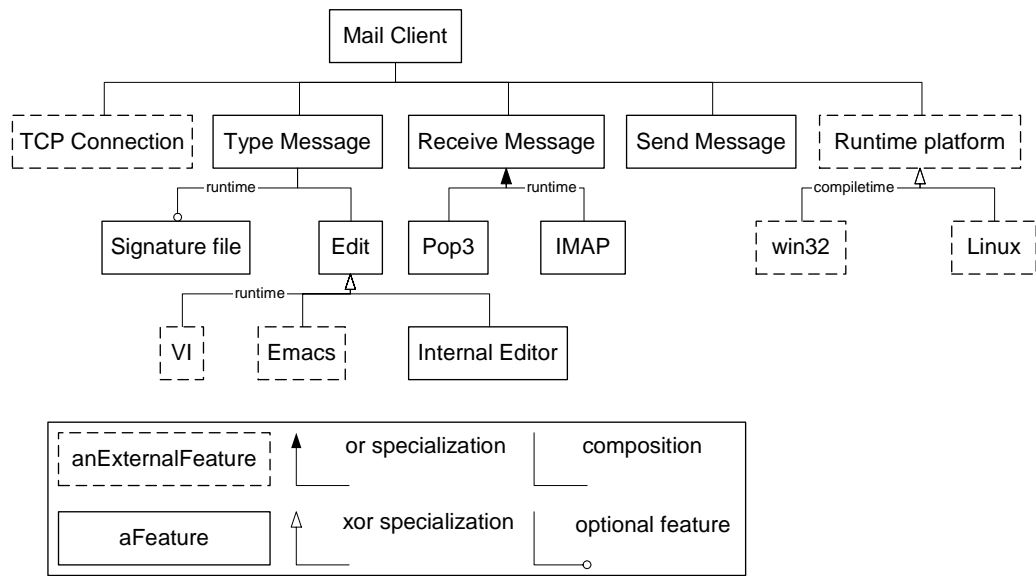 Mail Client
TCP Connection
Type Message
Receive Message
Send Message
Runtime platform
runtime
runtime
compiletime
Signature file
Edit
Pop3
IMAP
win32
Linux
runtime
VI
Emacs
Internal Editor
anExternalFeature
or specialization
composition
aFeature
xor specialization
optional feature